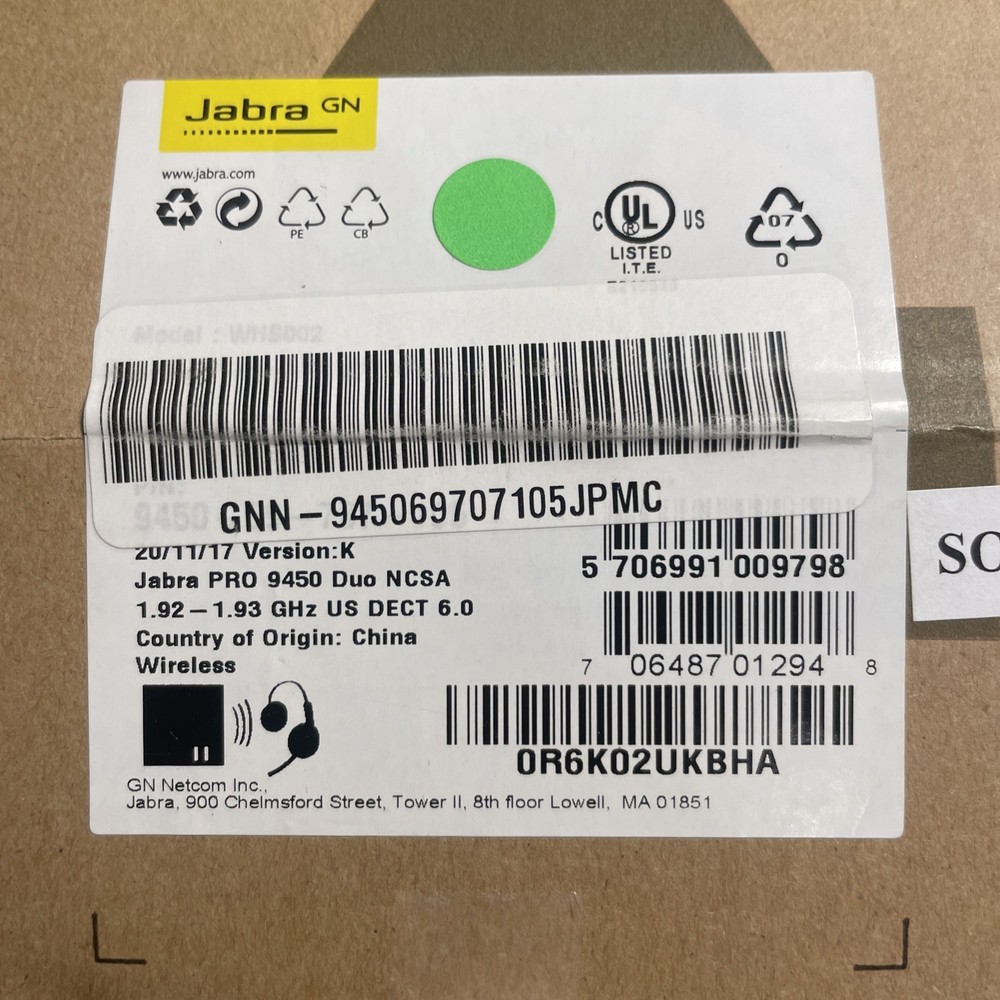 Jabra GN
www.jabra.com
PE
CB
C UL ® US
LISTED
I.T.E.
07
0
Model : WHB002
P/N:
9450
GNN-945069707105JPMC
20/11/17 Version:K
Jabra PRO 9450 Duo NCSA
1.92-1.93 GHz US DECT 6.0
Country of Origin: China
Wireless
5 706991 009798
7 06487 01294 8
0R6K02UKBHA
GN Netcom Inc.,
Jabra, 900 Chelmsford Street, Tower II, 8th floor Lowell, MA 01851
SO